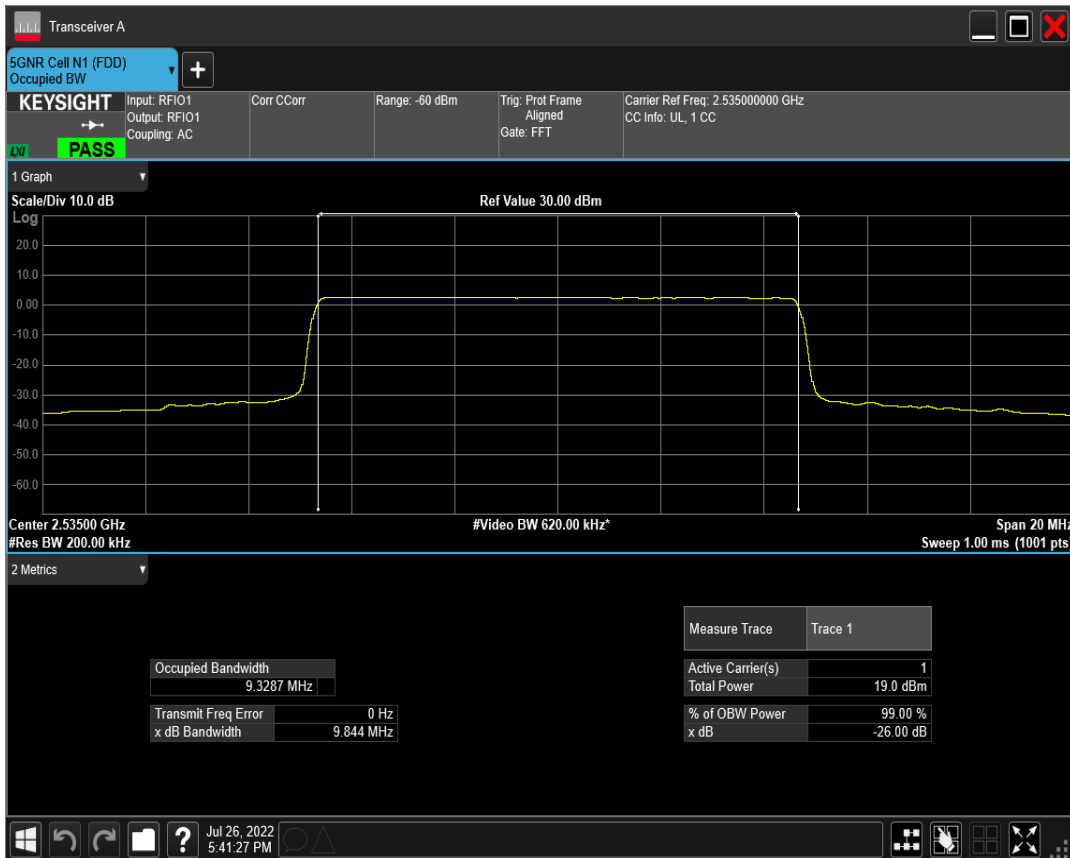 Transceiver A
5GNR Cell N1 (FDD)
Occupied BW
+
KEYSIGHT
LXI
PASS
Input: RFIO1
Output: RFIO1
Coupling: AC
Corr CCorr
Range: -60 dBm
Trig: Prot Frame
Aligned
Gate: FFT
Carrier Ref Freq: 2.535000000 GHz
CC Info: UL, 1 CC
1 Graph
Scale/Div 10.0 dB
Ref Value 30.00 dBm
Log
20.0
10.0
0.00
-10.0
-20.0
-30.0
-40.0
-50.0
-60.0
Center 2.53500 GHz
#Video BW 620.00 kHz*
Span 20 MHz
#Res BW 200.00 kHz
Sweep 1.00 ms (1001 pts)
2 Metrics
Measure Trace Trace 1
Occupied Bandwidth
9.3287 MHz
Transmit Freq Error 0 Hz
x dB Bandwidth 9.844 MHz
Active Carrier(s) 1
Total Power 19.0 dBm
% of OBW Power 99.00 %
x dB -26.00 dB
?
Jul 26, 2022
5:41:27 PM